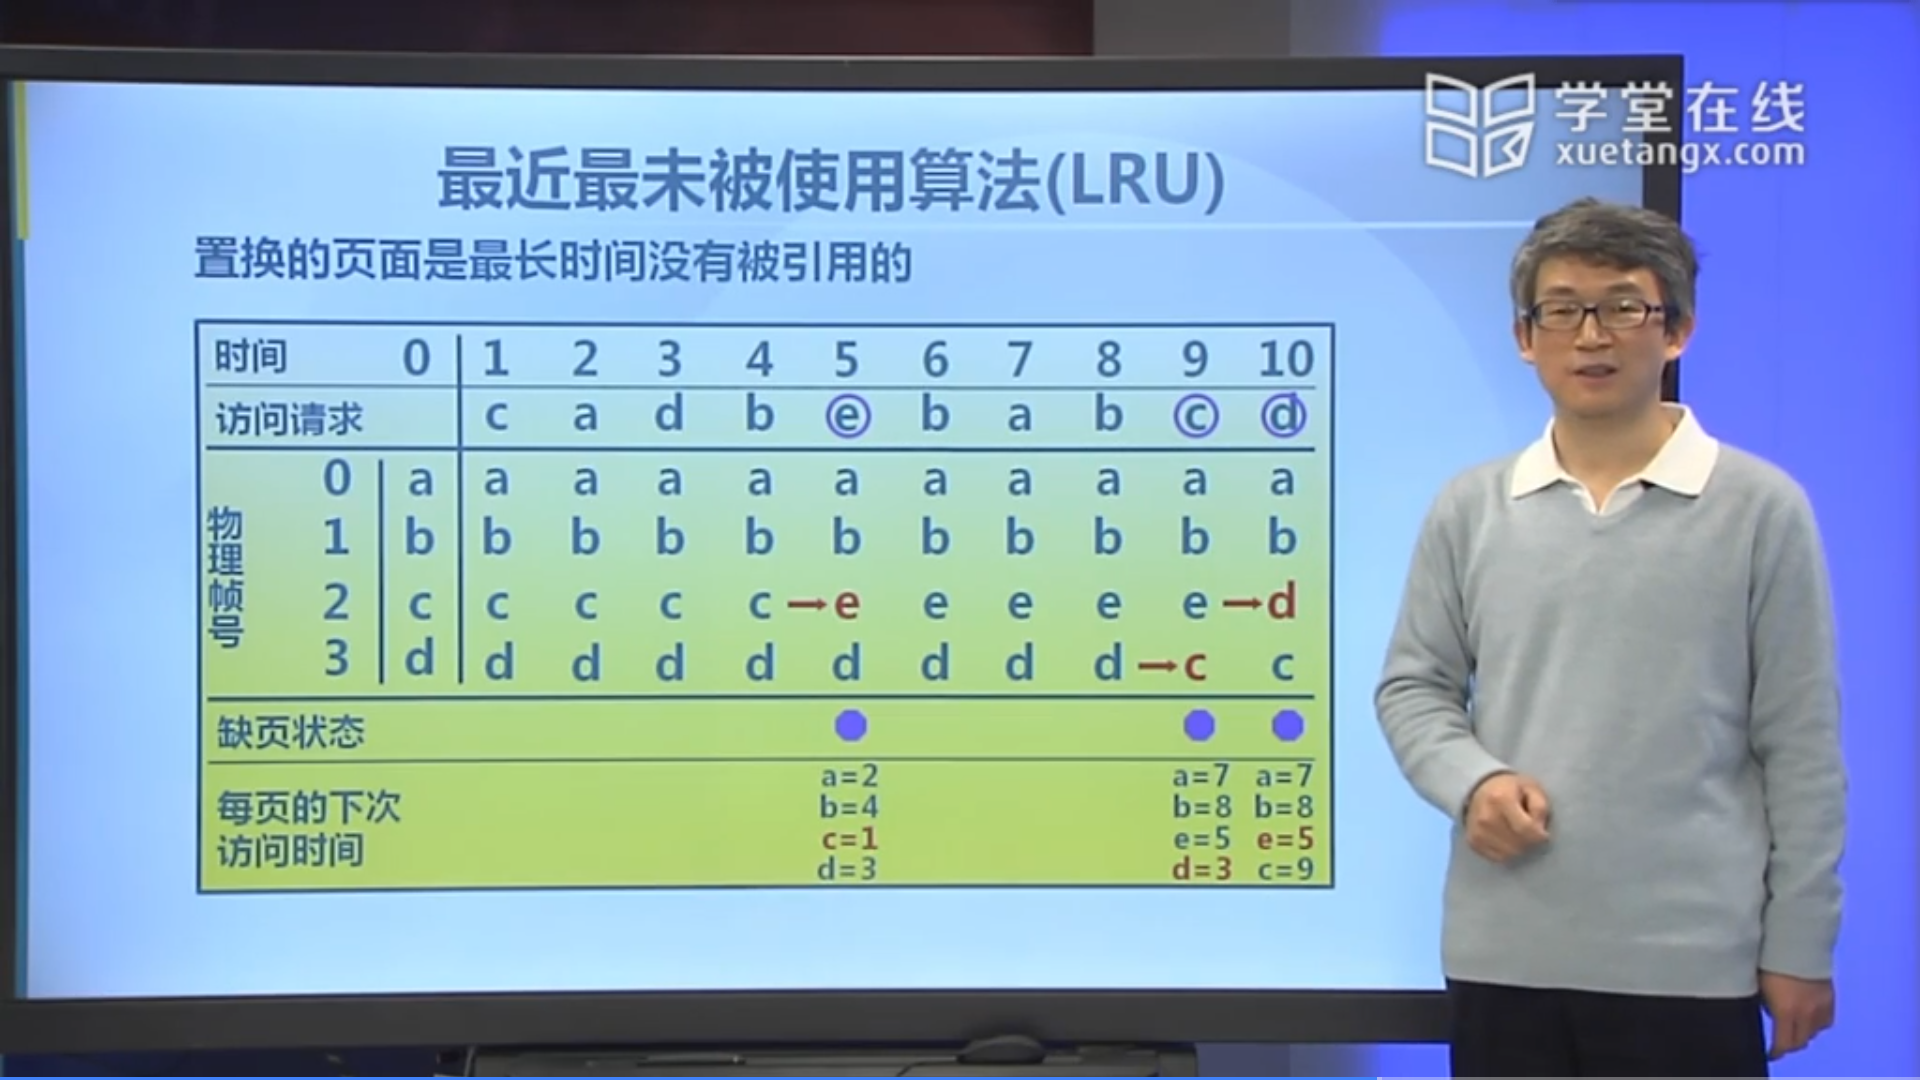 学堂在线
xuetangx.com
最近最未被使用算法(LRU)
置换的页面是最长时间没有被引用的
时间 0 1 2 3 4 5 6 7 8 9 10
访问请求 c a d b e b a b c d
物理帧号
0 a a a a a a a a a a a
1 b b b b b b b b b b b
2 c c c c c →e e e e e →d
3 d d d d d d d d d →c c
缺页状态
每页的下次
访问时间
a=2 a=7 a=7
b=4 b=8 b=8
c=1 e=5 e=5
d=3 d=3 c=9